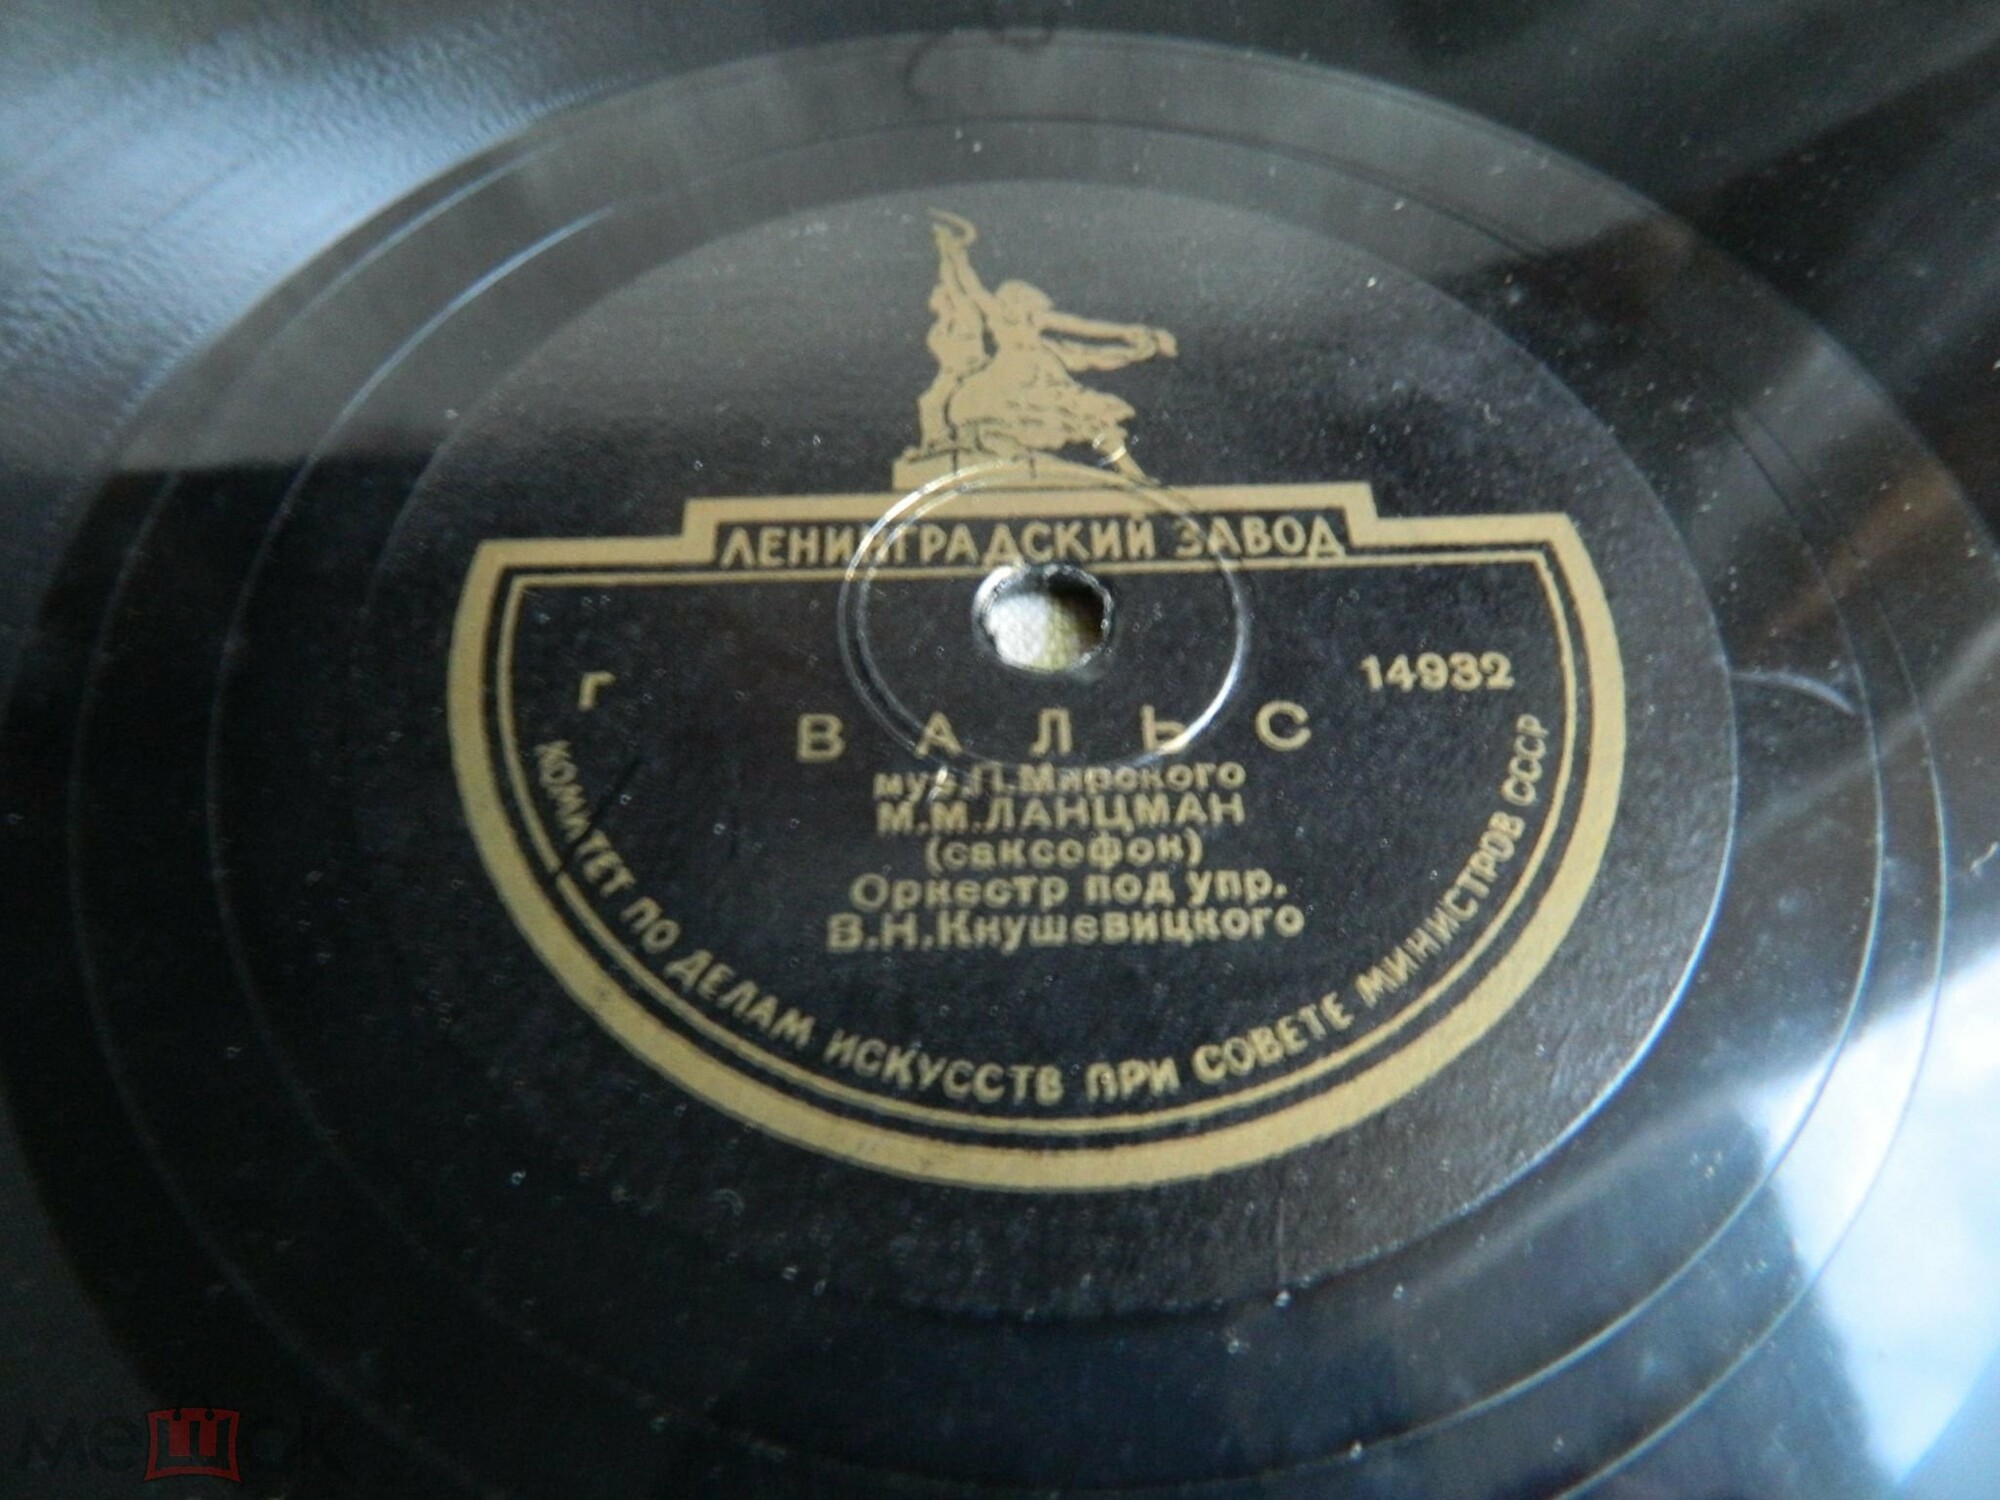 ЛЕНИНГРАДСКИЙ ЗАВОД
Г 14932
ВАЛЬС
муз.П.Мирского
М.М.ЛАНЦМАН
(саксофон)
Оркестр под упр.
В.Н.Кнушевицкого
КОМИТЕТ ПО ДЕЛАМ ИСКУССТВ ПРИ СОВЕТЕ МИНИСТРОВ СССР
мешок